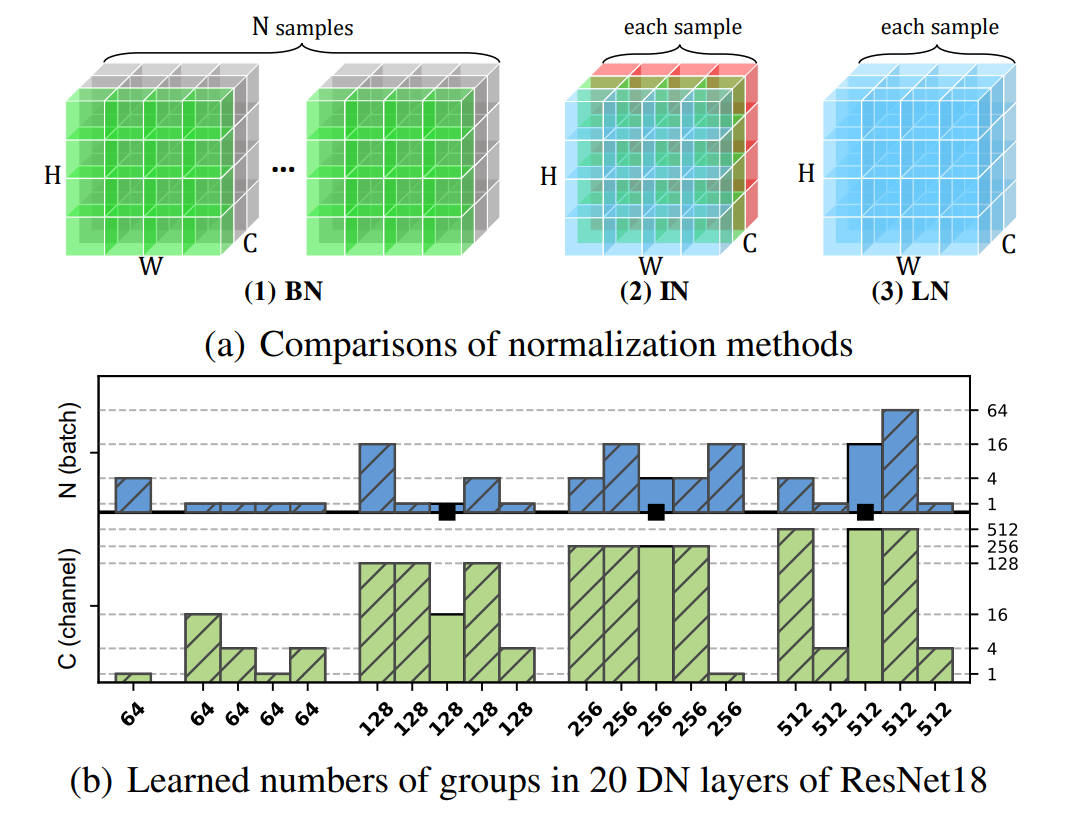 N samples
each sample
each sample
H
...
H
H
C
C
C
W
W
W
(1) BN
(2) IN
(3) LN
(a) Comparisons of normalization methods
N (batch)
64
16
4
1
C (channel)
512
256
128
16
4
1
64 64 64 64 64 128 128 128 128 128 256 256 256 256 256 512 512 512 512 512
(b) Learned numbers of groups in 20 DN layers of ResNet18